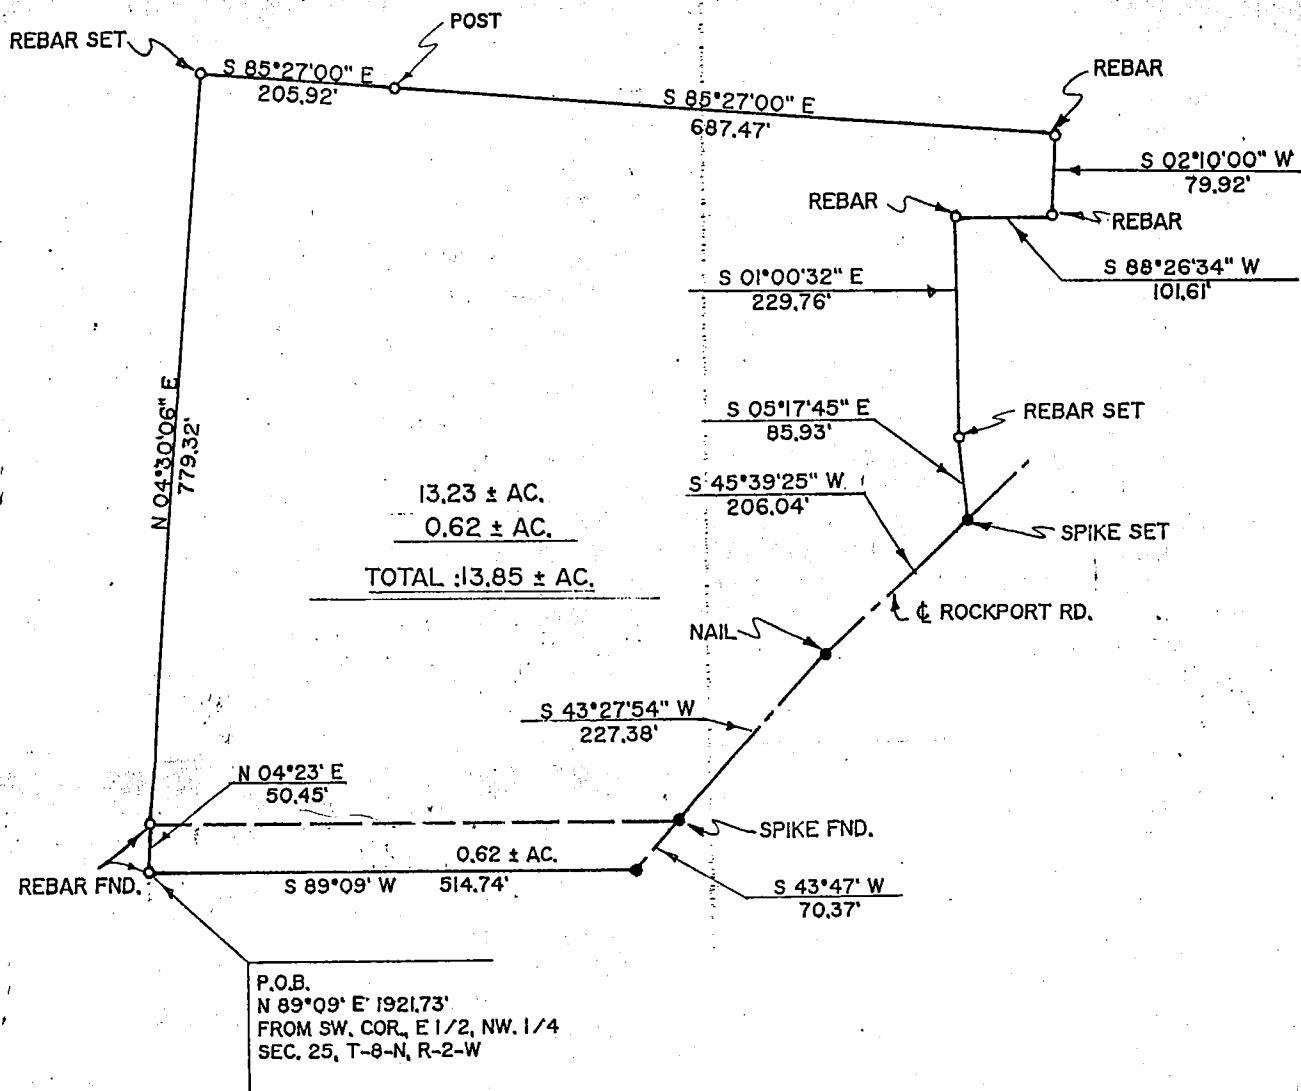 POST
REBAR SET
S 85°27'00" E
205.92'
REBAR
S 85°27'00" E
687.47'
S 02°10'00" W
79.92'
REBAR
REBAR
S 88°26'34" W
101.61'
S 01°00'32" E
229.76'
N 04°30'06" E
779.32'
S 05°17'45" E
85.93'
REBAR SET
S 45°39'25" W
206.04'
13.23 ± AC.
0.62 ± AC.
TOTAL :13.85 ± AC.
SPIKE SET
℄ ROCKPORT RD.
NAIL
S 43°27'54" W
227.38'
N 04°23' E
50.45'
SPIKE FND.
0.62 ± AC.
REBAR FND.
S 89°09' W 514.74'
S 43°47' W
70.37'
P.O.B.
N 89°09' E 1921.73'
FROM SW. COR., E 1/2, NW. 1/4
SEC. 25, T-8-N, R-2-W